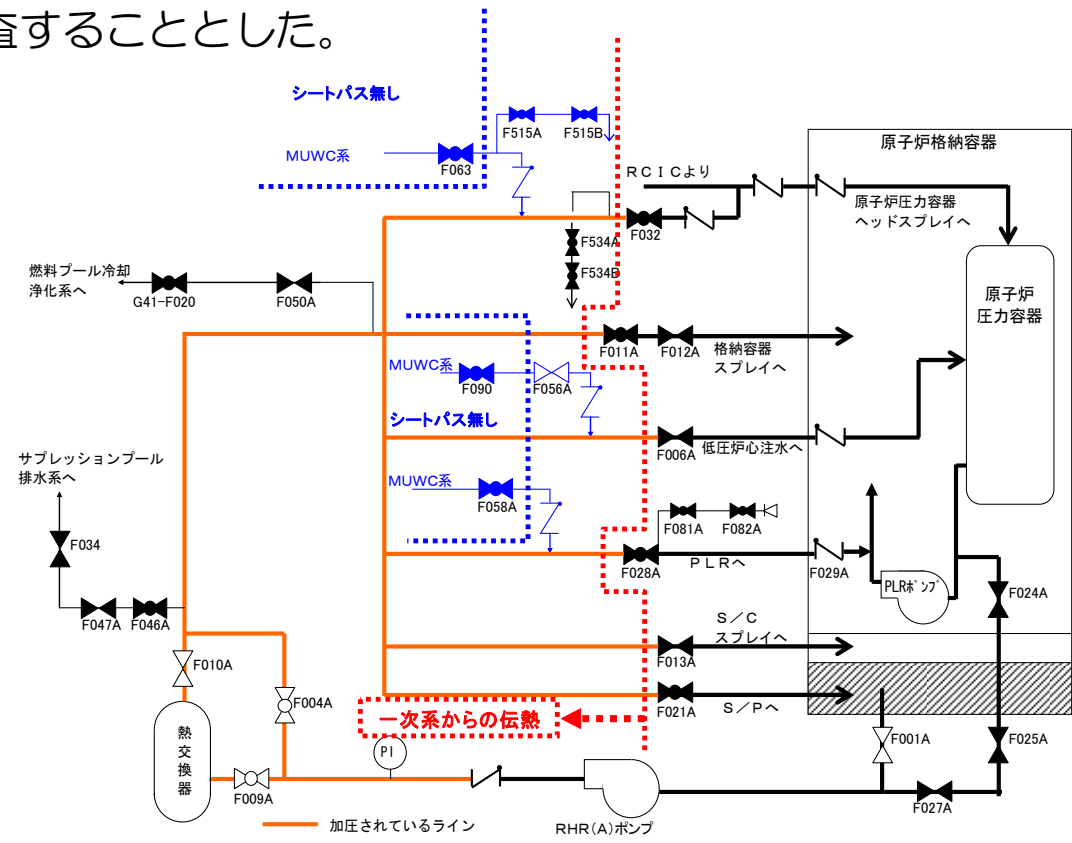 査することとした。
シートパス無し
F515A
F515B
MUWC系
F063
原子炉格納容器
RCICより
原子炉圧力容器
ヘッドスプレイへ
F032
F534A
F534B
燃料プール冷却
浄化系へ
G41-F020
F050A
原子炉
圧力容器
F011A
F012A
格納容器
スプレイへ
MUWC系
F090
F056A
シートパス無し
F006A
低圧炉心注水へ
サプレッションプール
排水系へ
MUWC系
F058A
F081A
F082A
F034
F028A
PLRへ
F029A
PLRポンプ
F024A
F047A
F046A
S/C
スプレイへ
F013A
F010A
F004A
一次系からの伝熱
F021A
S/Pへ
熱
交
換
器
PI
F001A
F025A
F009A
F027A
加圧されているライン
RHR(A)ポンプ